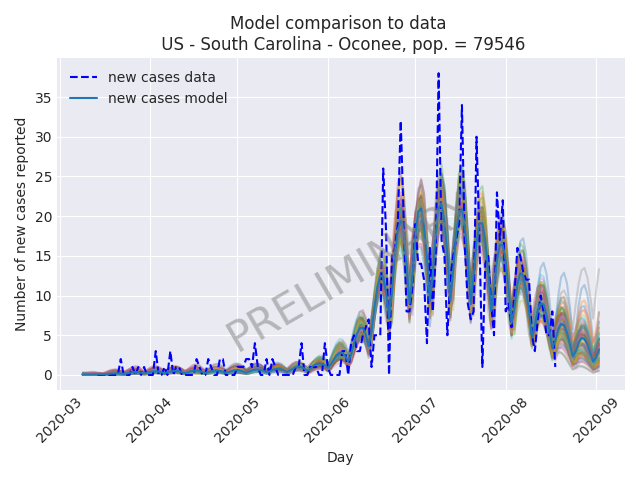 Model comparison to data
US - South Carolina - Oconee, pop. = 79546
new cases data
new cases model
Number of new cases reported
35
30
25
20
15
10
5
0
2020-03
2020-04
2020-05
2020-06
2020-07
2020-08
2020-09
Day